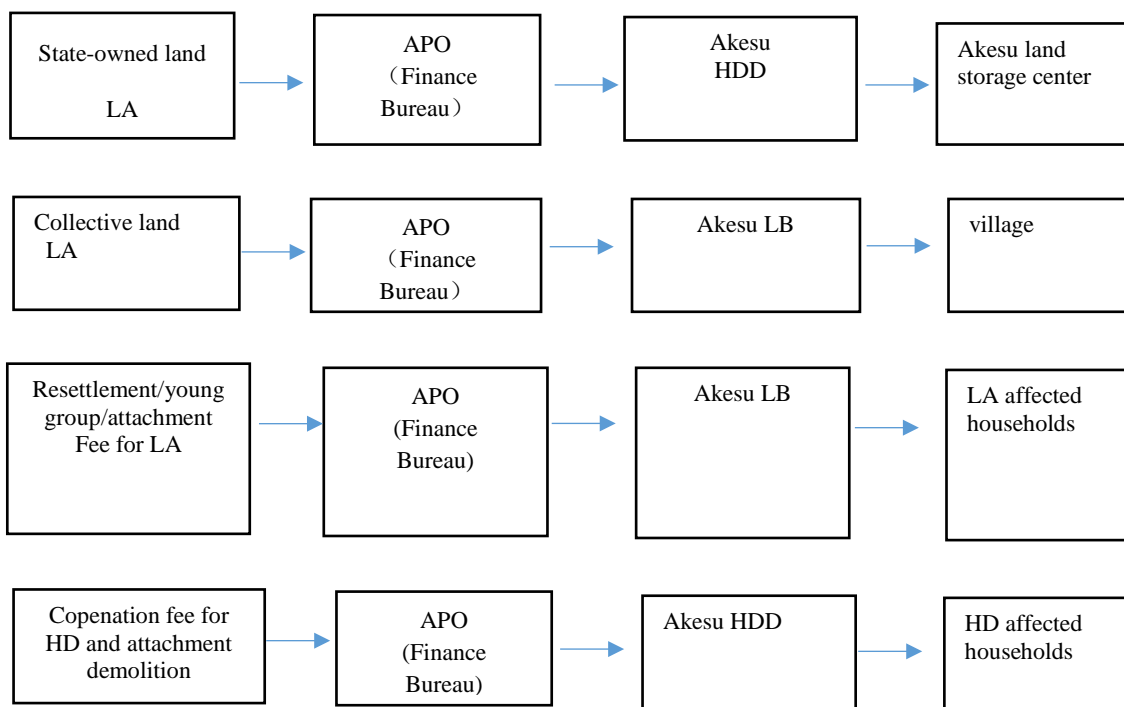 State-owned land
LA
APO
（Finance
Bureau）
Akesu
HDD
Akesu land
storage center
Collective land
LA
APO
（Finance
Bureau）
Akesu LB
village
Resettlement/young
group/attachment
Fee for LA
APO
(Finance
Bureau)
Akesu LB
LA affected
households
Copenation fee for
HD and attachment
demolition
APO
(Finance
Bureau)
Akesu HDD
HD affected
households